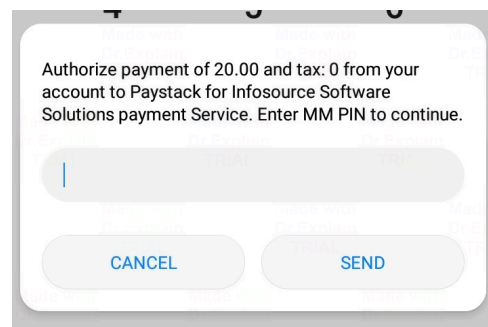 Authorize payment of 20.00 and tax: 0 from your
account to Paystack for Infosource Software
Solutions payment Service. Enter MM PIN to continue.
CANCEL
SEND